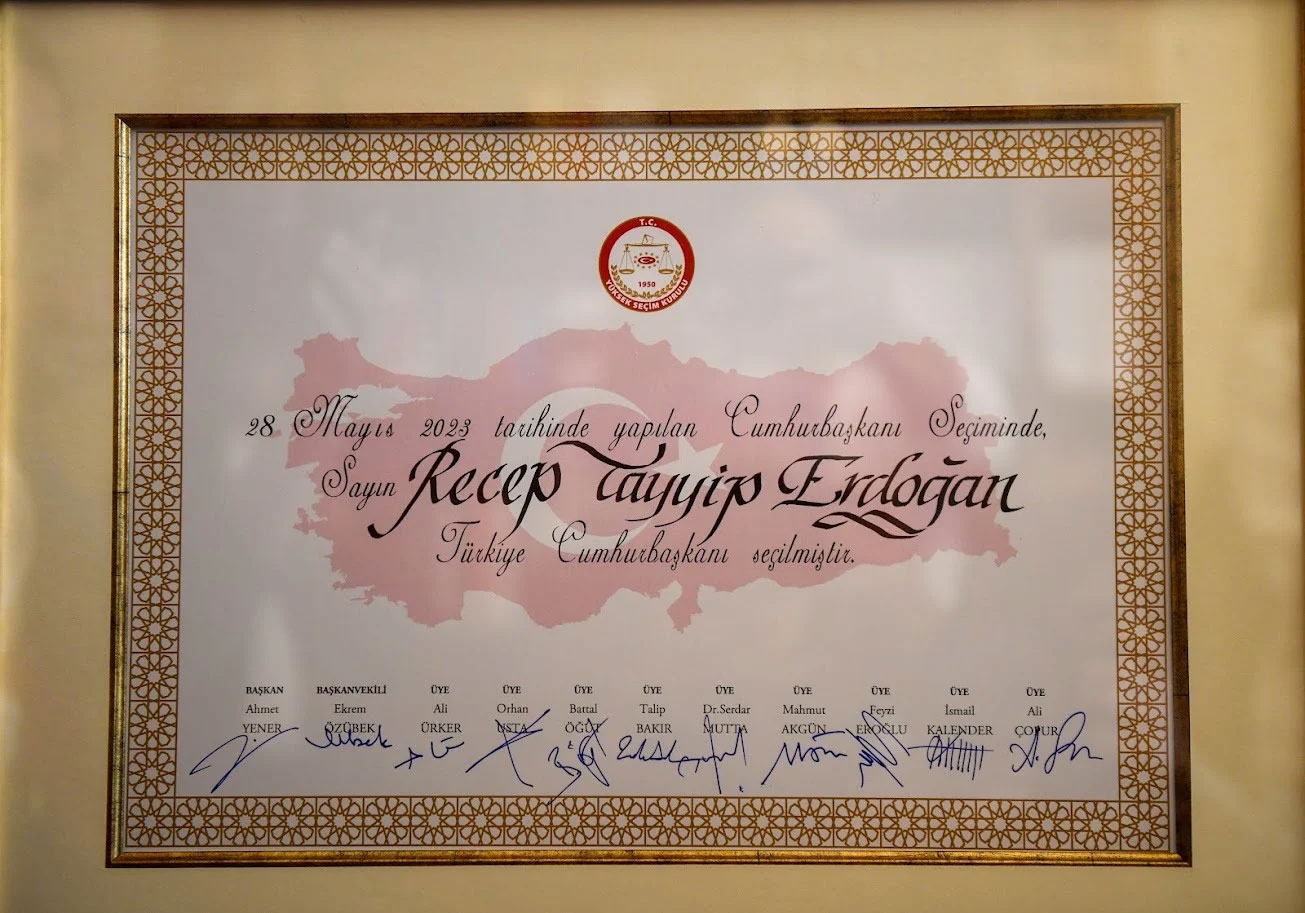 T.C.
1950
YÜKSEK SEÇİM KURULU
28 Mayıs 2023 tarihinde yapılan Cumhurbaşkanı Seçiminde,
Sayın Recep Tayyip Erdoğan
Türkiye Cumhurbaşkanı seçilmiştir.
BAŞKAN BAŞKANVEKİLİ ÜYE ÜYE ÜYE ÜYE ÜYE ÜYE ÜYE ÜYE ÜYE
Ahmet Ekrem Ali Orhan Battal Talip Dr.Serdar Mahmut Feyzi İsmail Ali
YENER ÖZÜBEK ÜRKER USTA ÖĞÜT BAKIR MUTTA AKGÜN EROĞLU KALENDER ÇOPUR